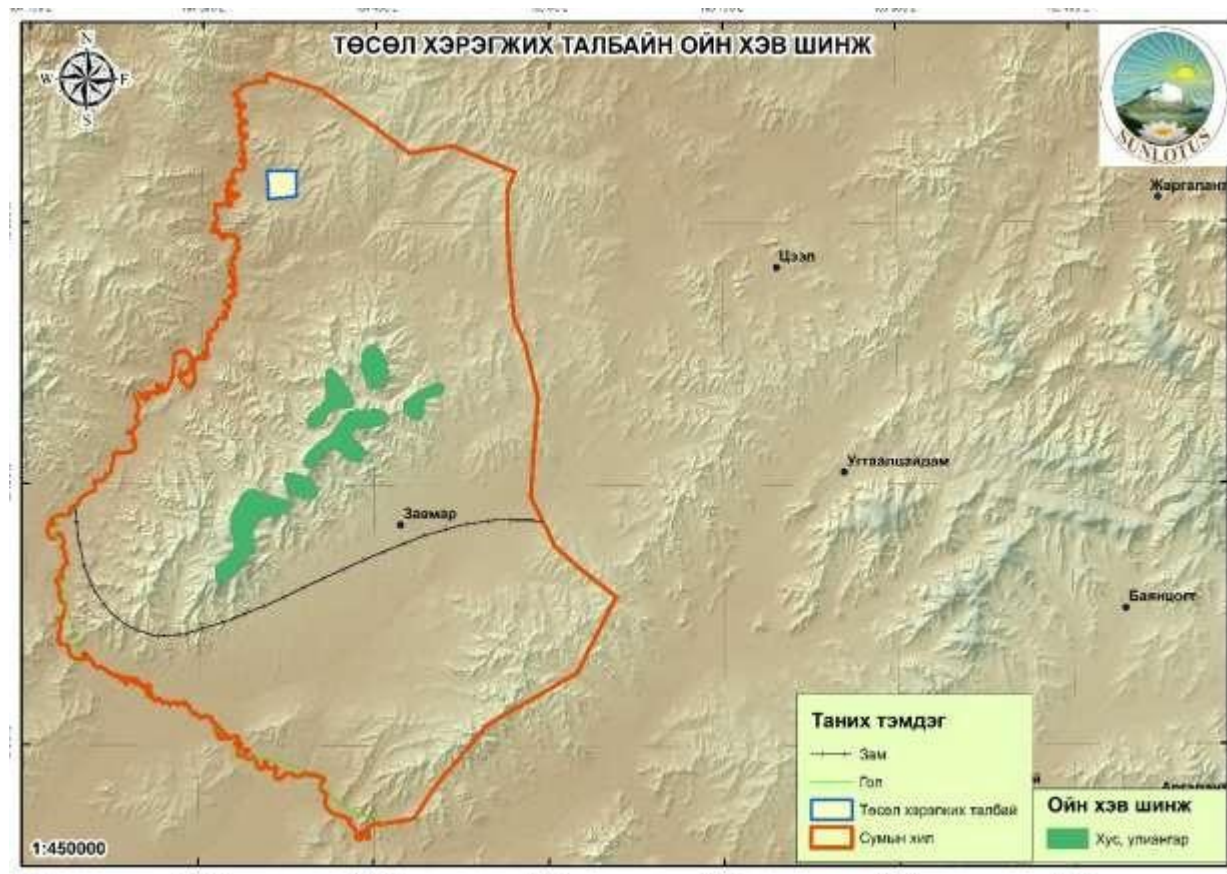 ТӨСӨЛ ХЭРЭГЖИХ ТАЛБАЙН ОЙН ХЭВ ШИНЖ
N
W
S
SUNLOTUS
Жаргалант
Цээл
Угтаалцайдам
Заамар
Баянцогт
Таних тэмдэг
Зам
Гол
Төсөл хэрэгжих талбай
Сумын хил
Ойн хэв шинж
Хус, улиангар
1:450000